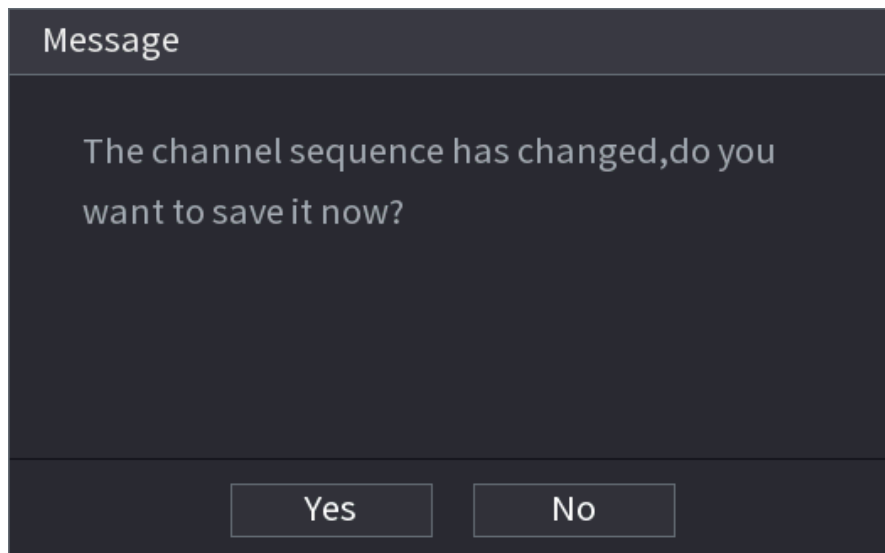 Message
The channel sequence has changed,do you
want to save it now?
Yes No